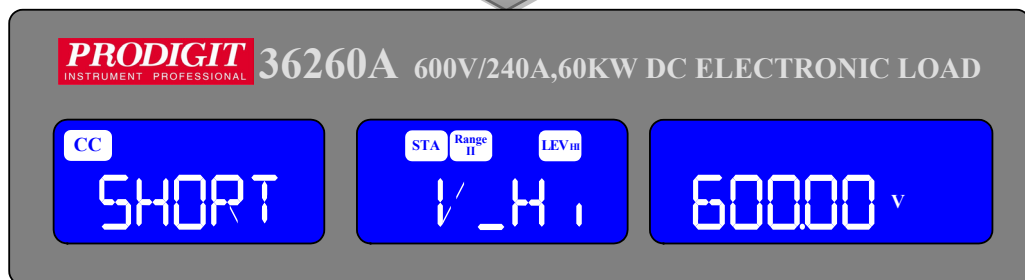 PRODIGIT
INSTRUMENT PROFESSIONAL
36260A 600V/240A,60KW DC ELECTRONIC LOAD
CC
STA Range II LEV HI
SHORT V_Hi 600.00 V